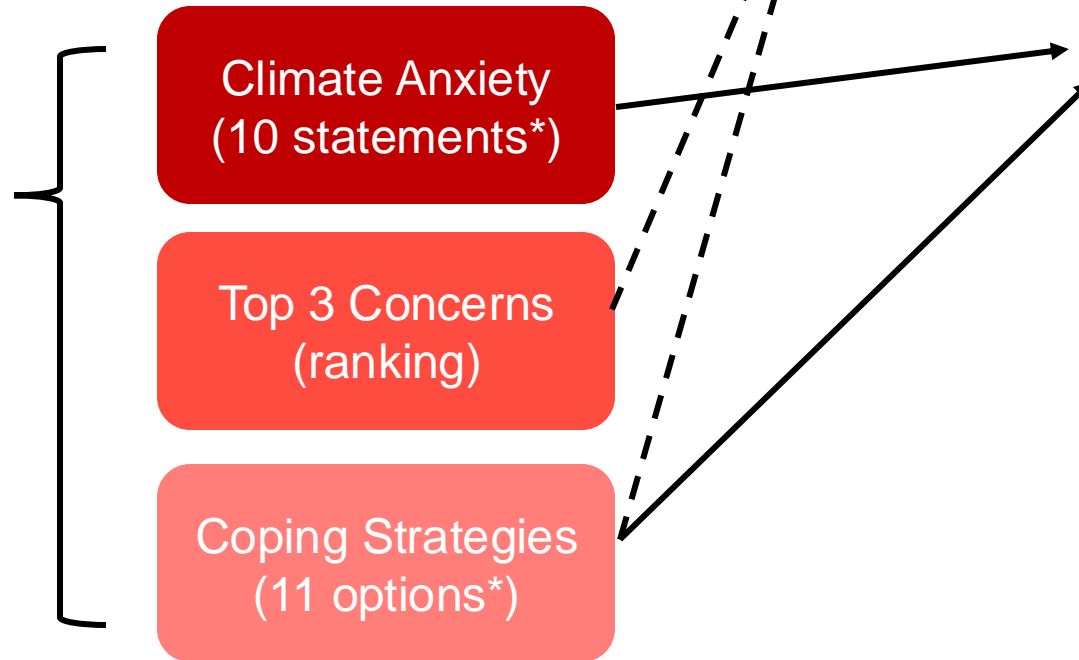 Climate Anxiety
(10 statements*)
Top 3 Concerns
(ranking)
Coping Strategies
(11 options*)